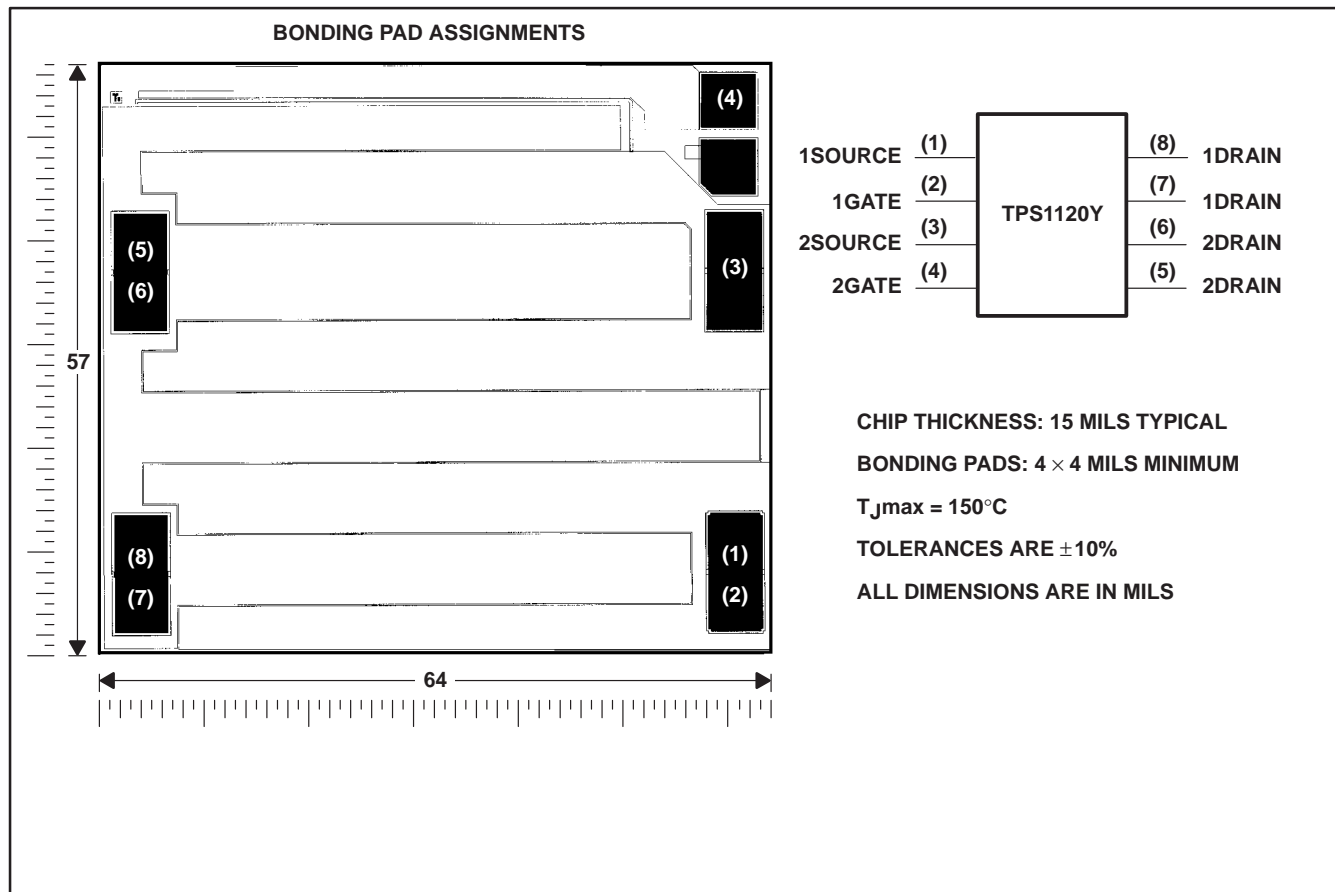 BONDING PAD ASSIGNMENTS
(4)
(5)
(6)
(3)
57
(8)
(7)
(1)
(2)
64
1SOURCE (1)
1GATE (2)
2SOURCE (3)
2GATE (4)
TPS1120Y
(8) 1DRAIN
(7) 1DRAIN
(6) 2DRAIN
(5) 2DRAIN
CHIP THICKNESS: 15 MILS TYPICAL
BONDING PADS: 4 × 4 MILS MINIMUM
TJmax = 150°C
TOLERANCES ARE ±10%
ALL DIMENSIONS ARE IN MILS